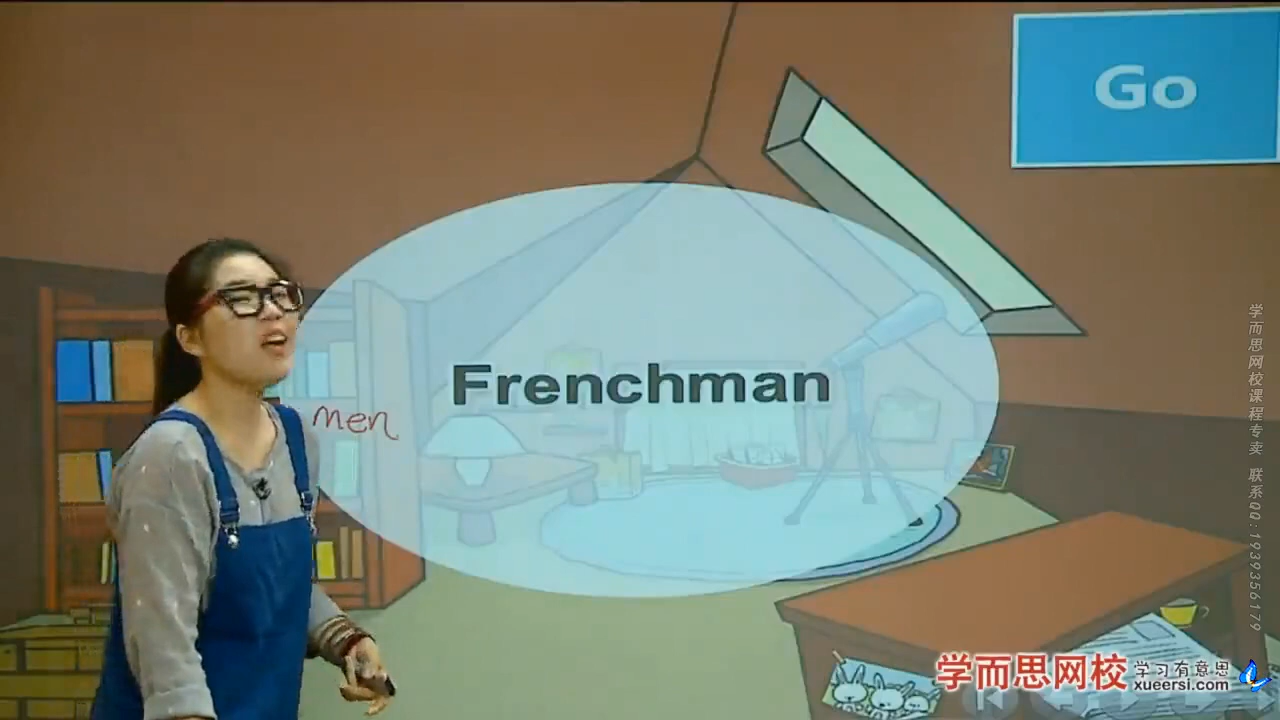 Go
Frenchman
men
学而思网校课程专卖 联系QQ:1939356179
学而思网校
学习有意思
xueersi.com